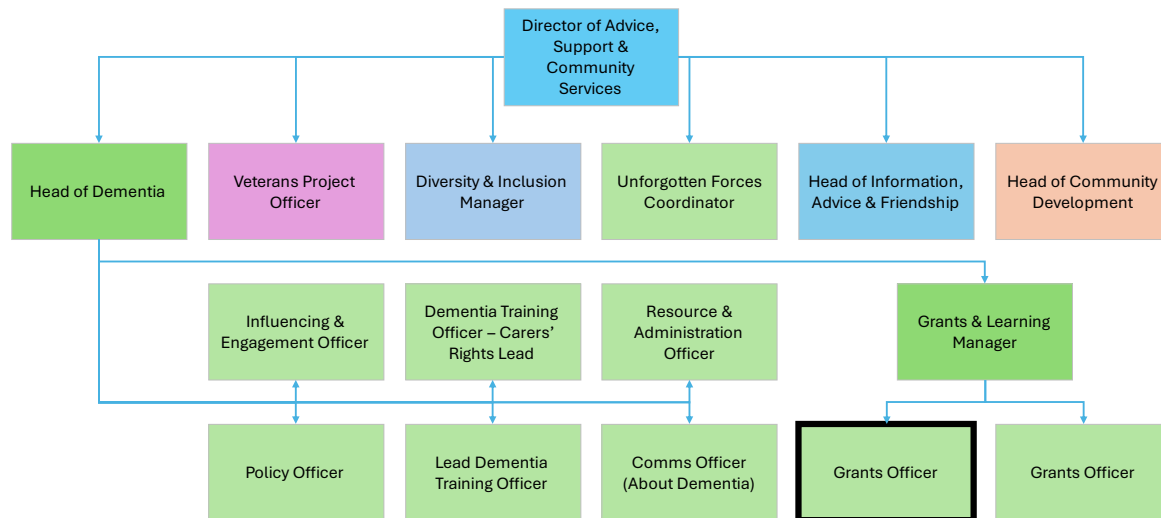 Director of Advice,
Support &
Community
Services
Head of Dementia
Veterans Project
Officer
Diversity & Inclusion
Manager
Unforgotten Forces
Coordinator
Head of Information,
Advice & Friendship
Head of Community
Development
Influencing &
Engagement Officer
Dementia Training
Officer – Carers’
Rights Lead
Resource &
Administration
Officer
Grants & Learning
Manager
Policy Officer
Lead Dementia
Training Officer
Comms Officer
(About Dementia)
Grants Officer
Grants Officer